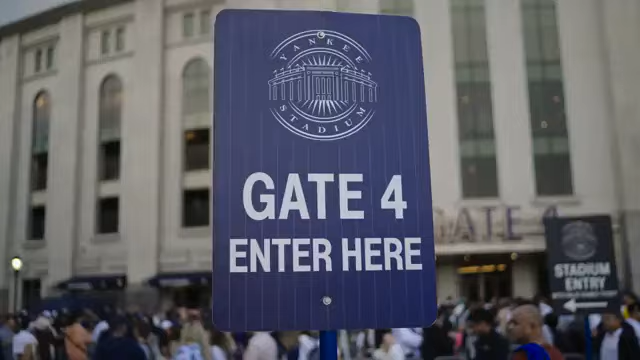 YANKEE
STADIUM
GATE 4
ENTER HERE
GATE 4
STADIUM
ENTRY